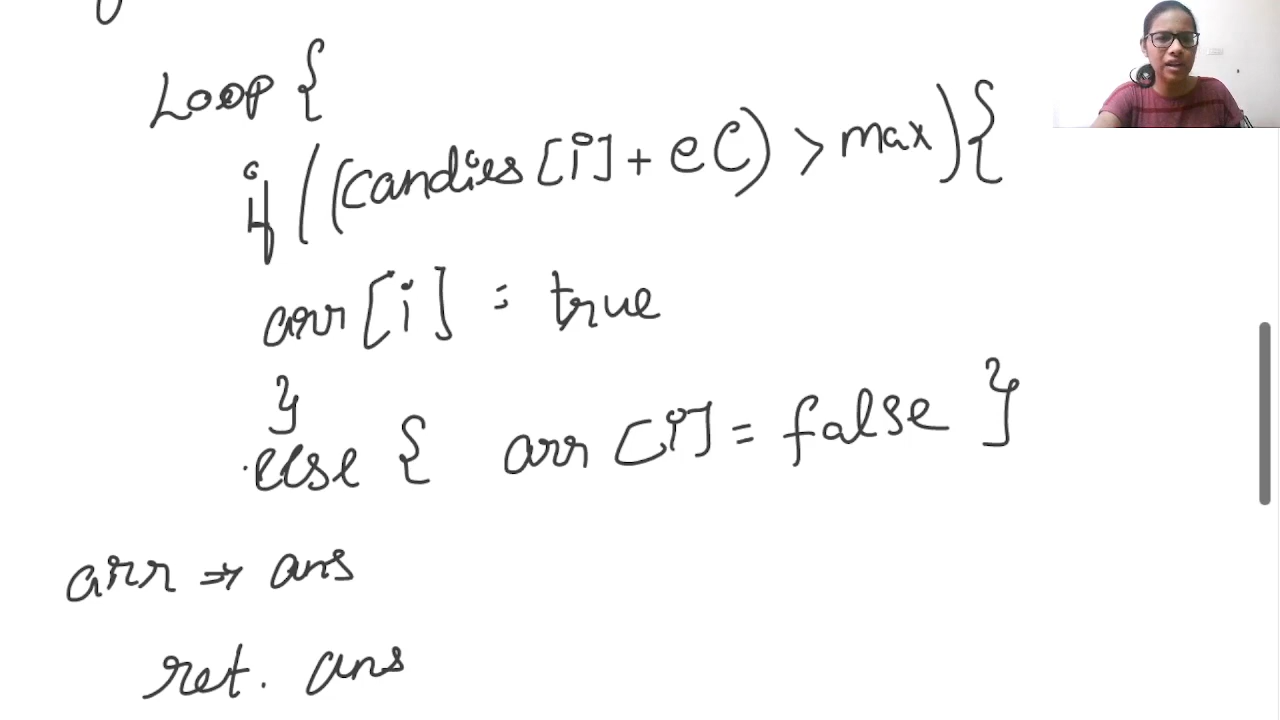 Loop {
if ((candies [i] + eC) > max) {
arr [i] = true
}
else { arr [i] = false }
arr ⇒ ans
ret. ans